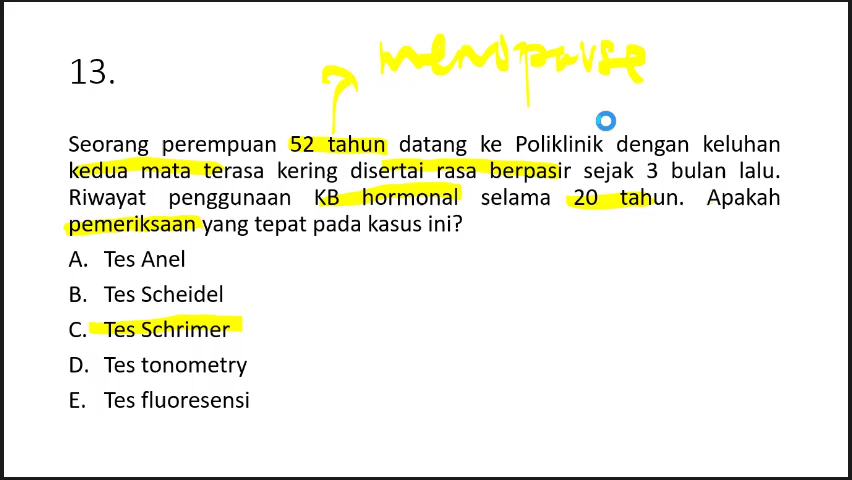 menopause
13.
Seorang perempuan 52 tahun datang ke Poliklinik dengan keluhan
kedua mata terasa kering disertai rasa berpasir sejak 3 bulan lalu.
Riwayat penggunaan KB hormonal selama 20 tahun. Apakah
pemeriksaan yang tepat pada kasus ini?
A. Tes Anel
B. Tes Scheidel
C. Tes Schrimer
D. Tes tonometry
E. Tes fluoresensi